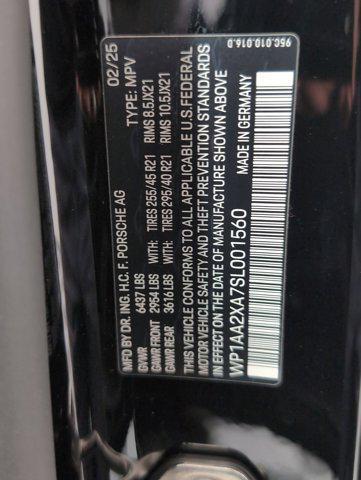 95C.010.016.D
MFD BY DR. ING. H.C. F. PORSCHE AG 02/25
GVWR 6437 LBS TYPE: MPV
GAWR FRONT 2954 LBS WITH: TIRES 255/45 R21 RIMS 8.5JX21
GAWR REAR 3616 LBS WITH: TIRES 295/40 R21 RIMS 10.5JX21
THIS VEHICLE CONFORMS TO ALL APPLICABLE U.S.FEDERAL
MOTOR VEHICLE SAFETY AND THEFT PREVENTION STANDARDS
IN EFFECT ON THE DATE OF MANUFACTURE SHOWN ABOVE
WP1AA2XA7SL001560 MADE IN GERMANY